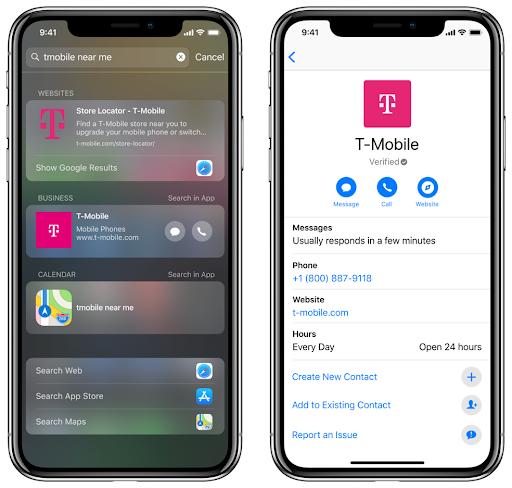 9:41
tmobile near me
Cancel
WEBSITES
Store Locator - T-Mobile
Find a T-Mobile store near you to
upgrade your mobile phone or switch...
t-mobile.com/store-locator/
Show Google Results
BUSINESS
Search in App
T
T-Mobile
Mobile Phones
www.t-mobile.com
CALENDAR
Search in App
280
tmobile near me
Search Web
Search App Store
Search Maps
9:41
T
T-Mobile
Verified
Message
Call
Website
Messages
Usually responds in a few minutes
Phone
+1 (800) 887-9118
Website
t-mobile.com
Hours
Every Day
Open 24 hours
Create New Contact
Add to Existing Contact
Report an Issue